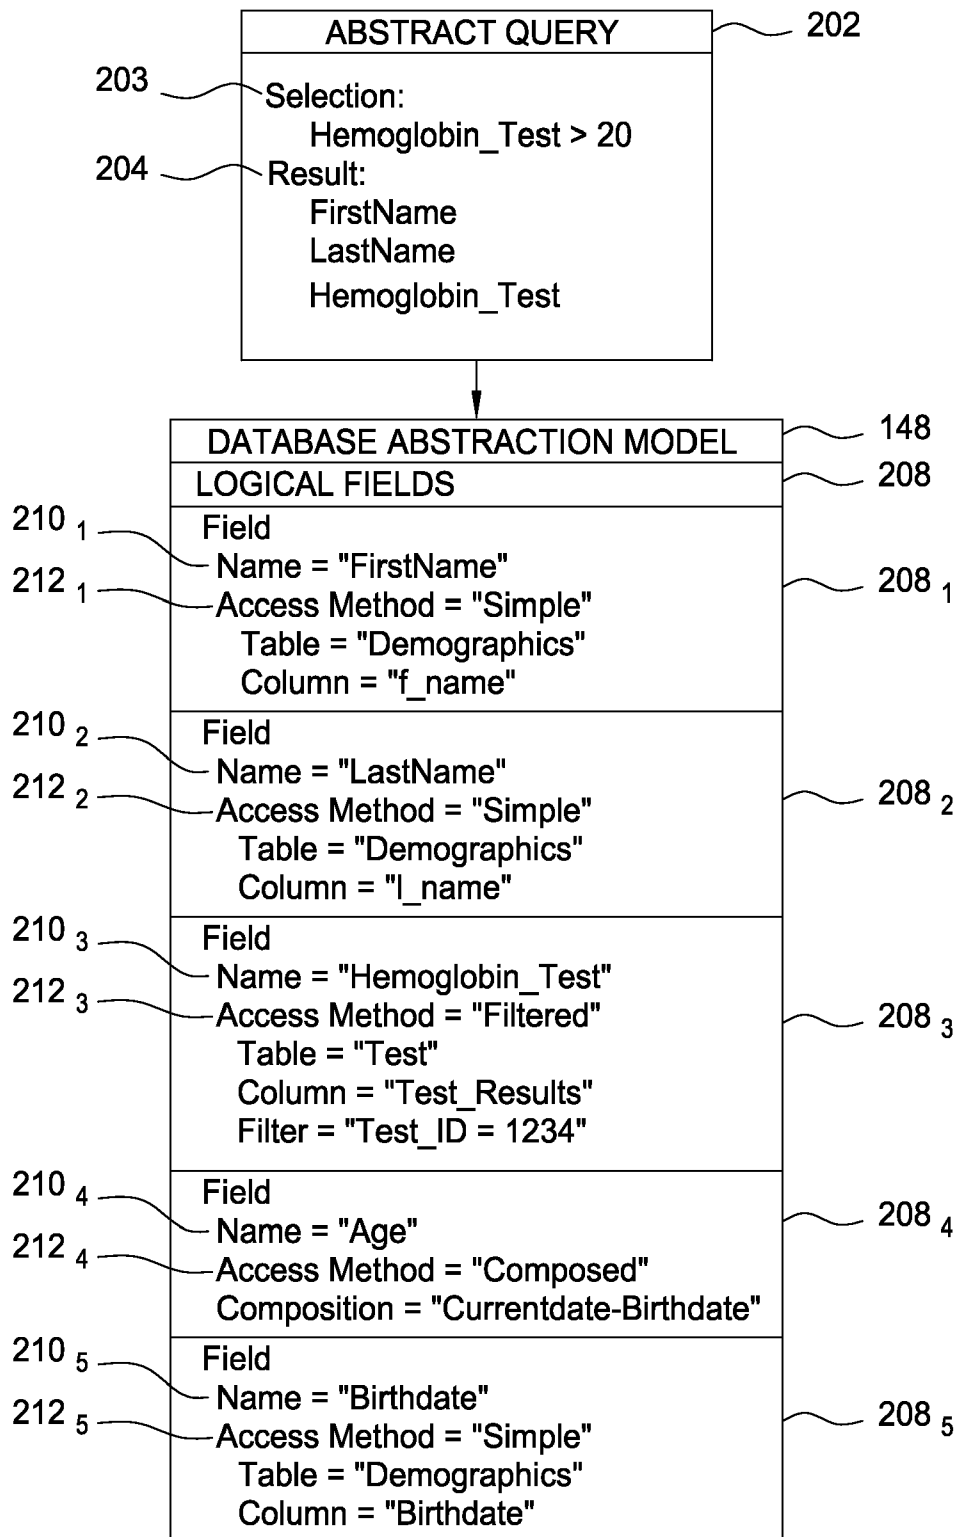 ABSTRACT QUERY 202
203 Selection:
Hemoglobin_Test > 20
204 Result:
FirstName
LastName
Hemoglobin_Test
DATABASE ABSTRACTION MODEL 148
LOGICAL FIELDS 208
Field
210 1 Name = "FirstName"
212 1 Access Method = "Simple" 208 1
Table = "Demographics"
Column = "f_name"
Field
210 2 Name = "LastName"
212 2 Access Method = "Simple" 208 2
Table = "Demographics"
Column = "l_name"
Field
210 3 Name = "Hemoglobin_Test"
212 3 Access Method = "Filtered" 208 3
Table = "Test"
Column = "Test_Results"
Filter = "Test_ID = 1234"
Field
210 4 Name = "Age" 208 4
212 4 Access Method = "Composed"
Composition = "Currentdate-Birthdate"
Field
210 5 Name = "Birthdate"
212 5 Access Method = "Simple" 208 5
Table = "Demographics"
Column = "Birthdate"